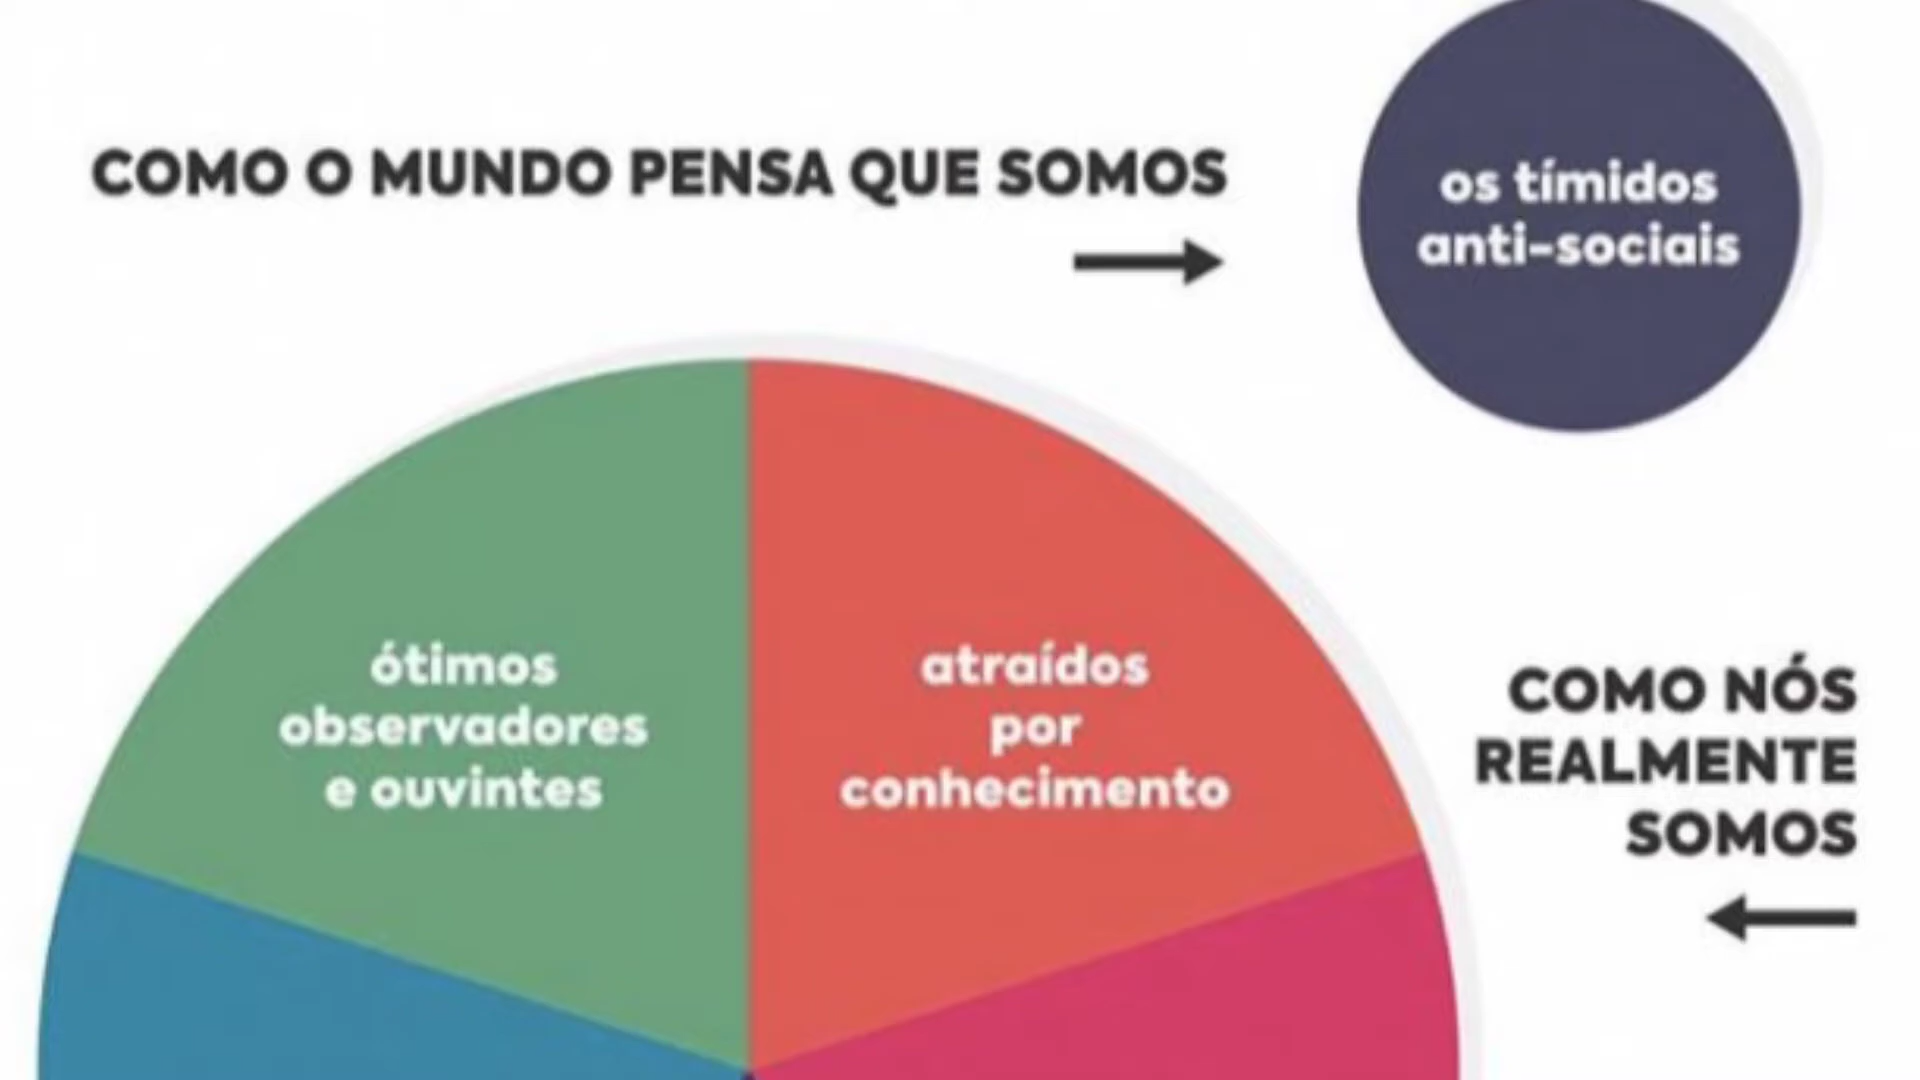 COMO O MUNDO PENSA QUE SOMOS
os tímidos
anti-sociais
ótimos
observadores
e ouvintes
atraídos
por
conhecimento
COMO NÓS
REALMENTE
SOMOS